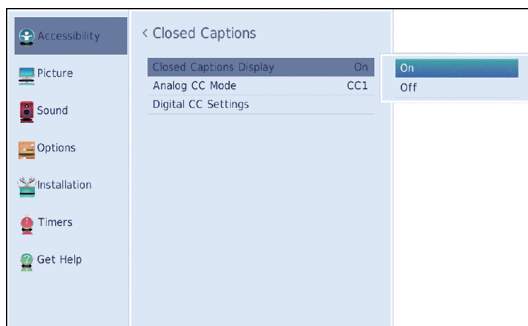 Accessibility
Picture
Sound
Options
Installation
Timers
Get Help
< Closed Captions
Closed Captions Display On
Analog CC Mode CC1
Digital CC Settings
On
Off